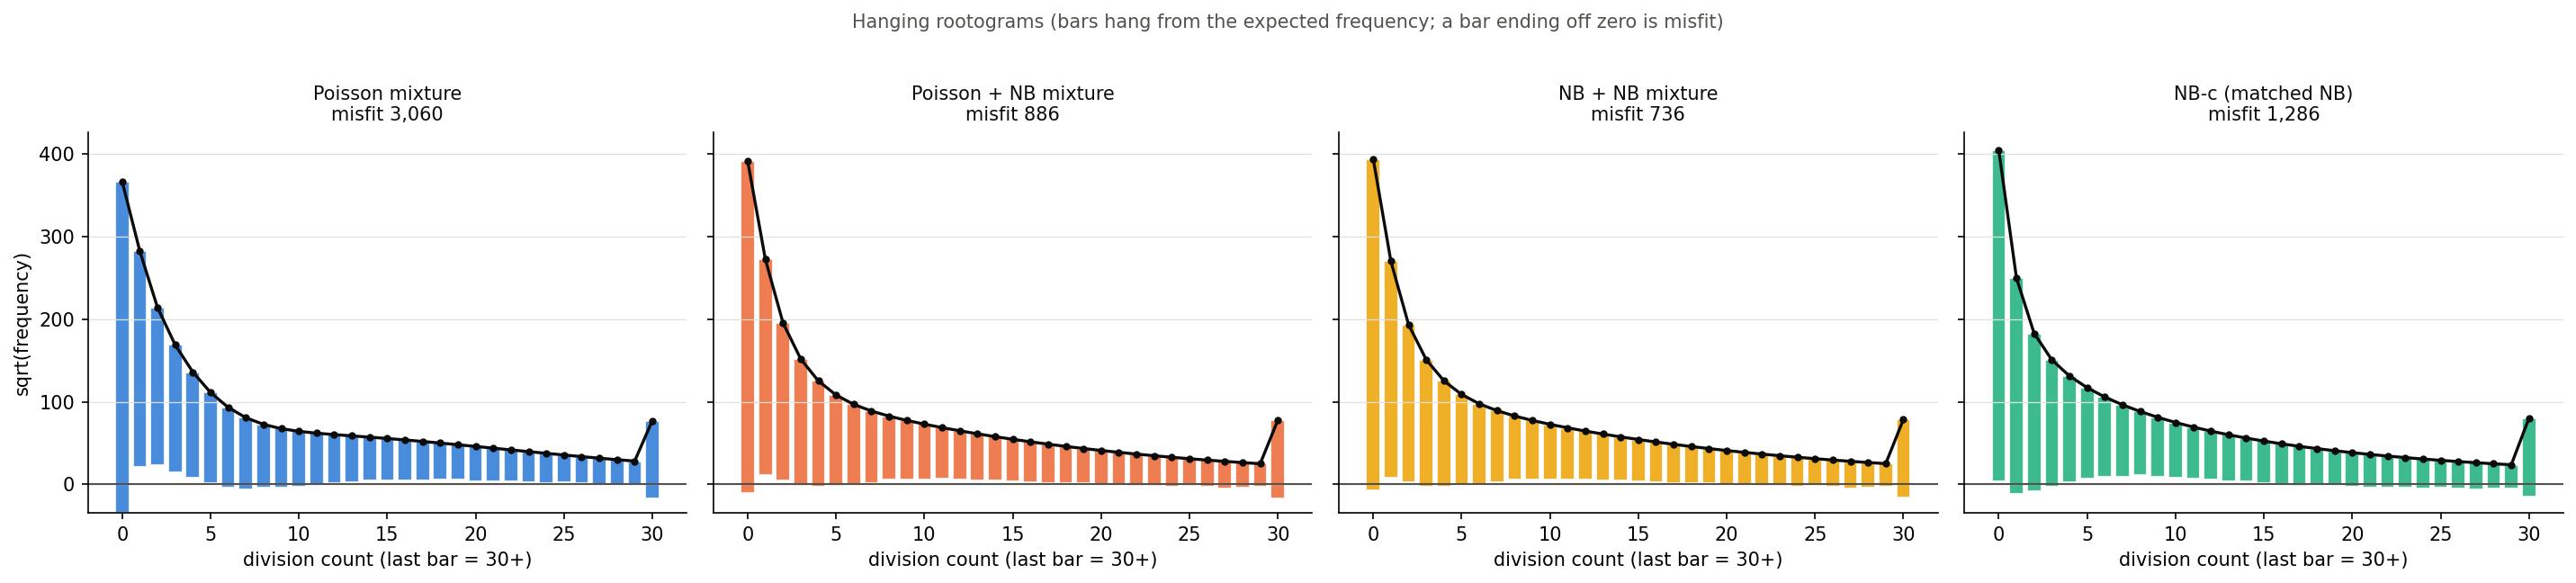 Hanging rootograms (bars hang from the expected frequency; a bar ending off zero is misfit)
Poisson mixture
misfit 3,060
Poisson + NB mixture
misfit 886
NB + NB mixture
misfit 736
NB-c (matched NB)
misfit 1,286
sqrt(frequency)
400
300
200
100
0
0 5 10 15 20 25 30
0 5 10 15 20 25 30
0 5 10 15 20 25 30
0 5 10 15 20 25 30
division count (last bar = 30+)
division count (last bar = 30+)
division count (last bar = 30+)
division count (last bar = 30+)